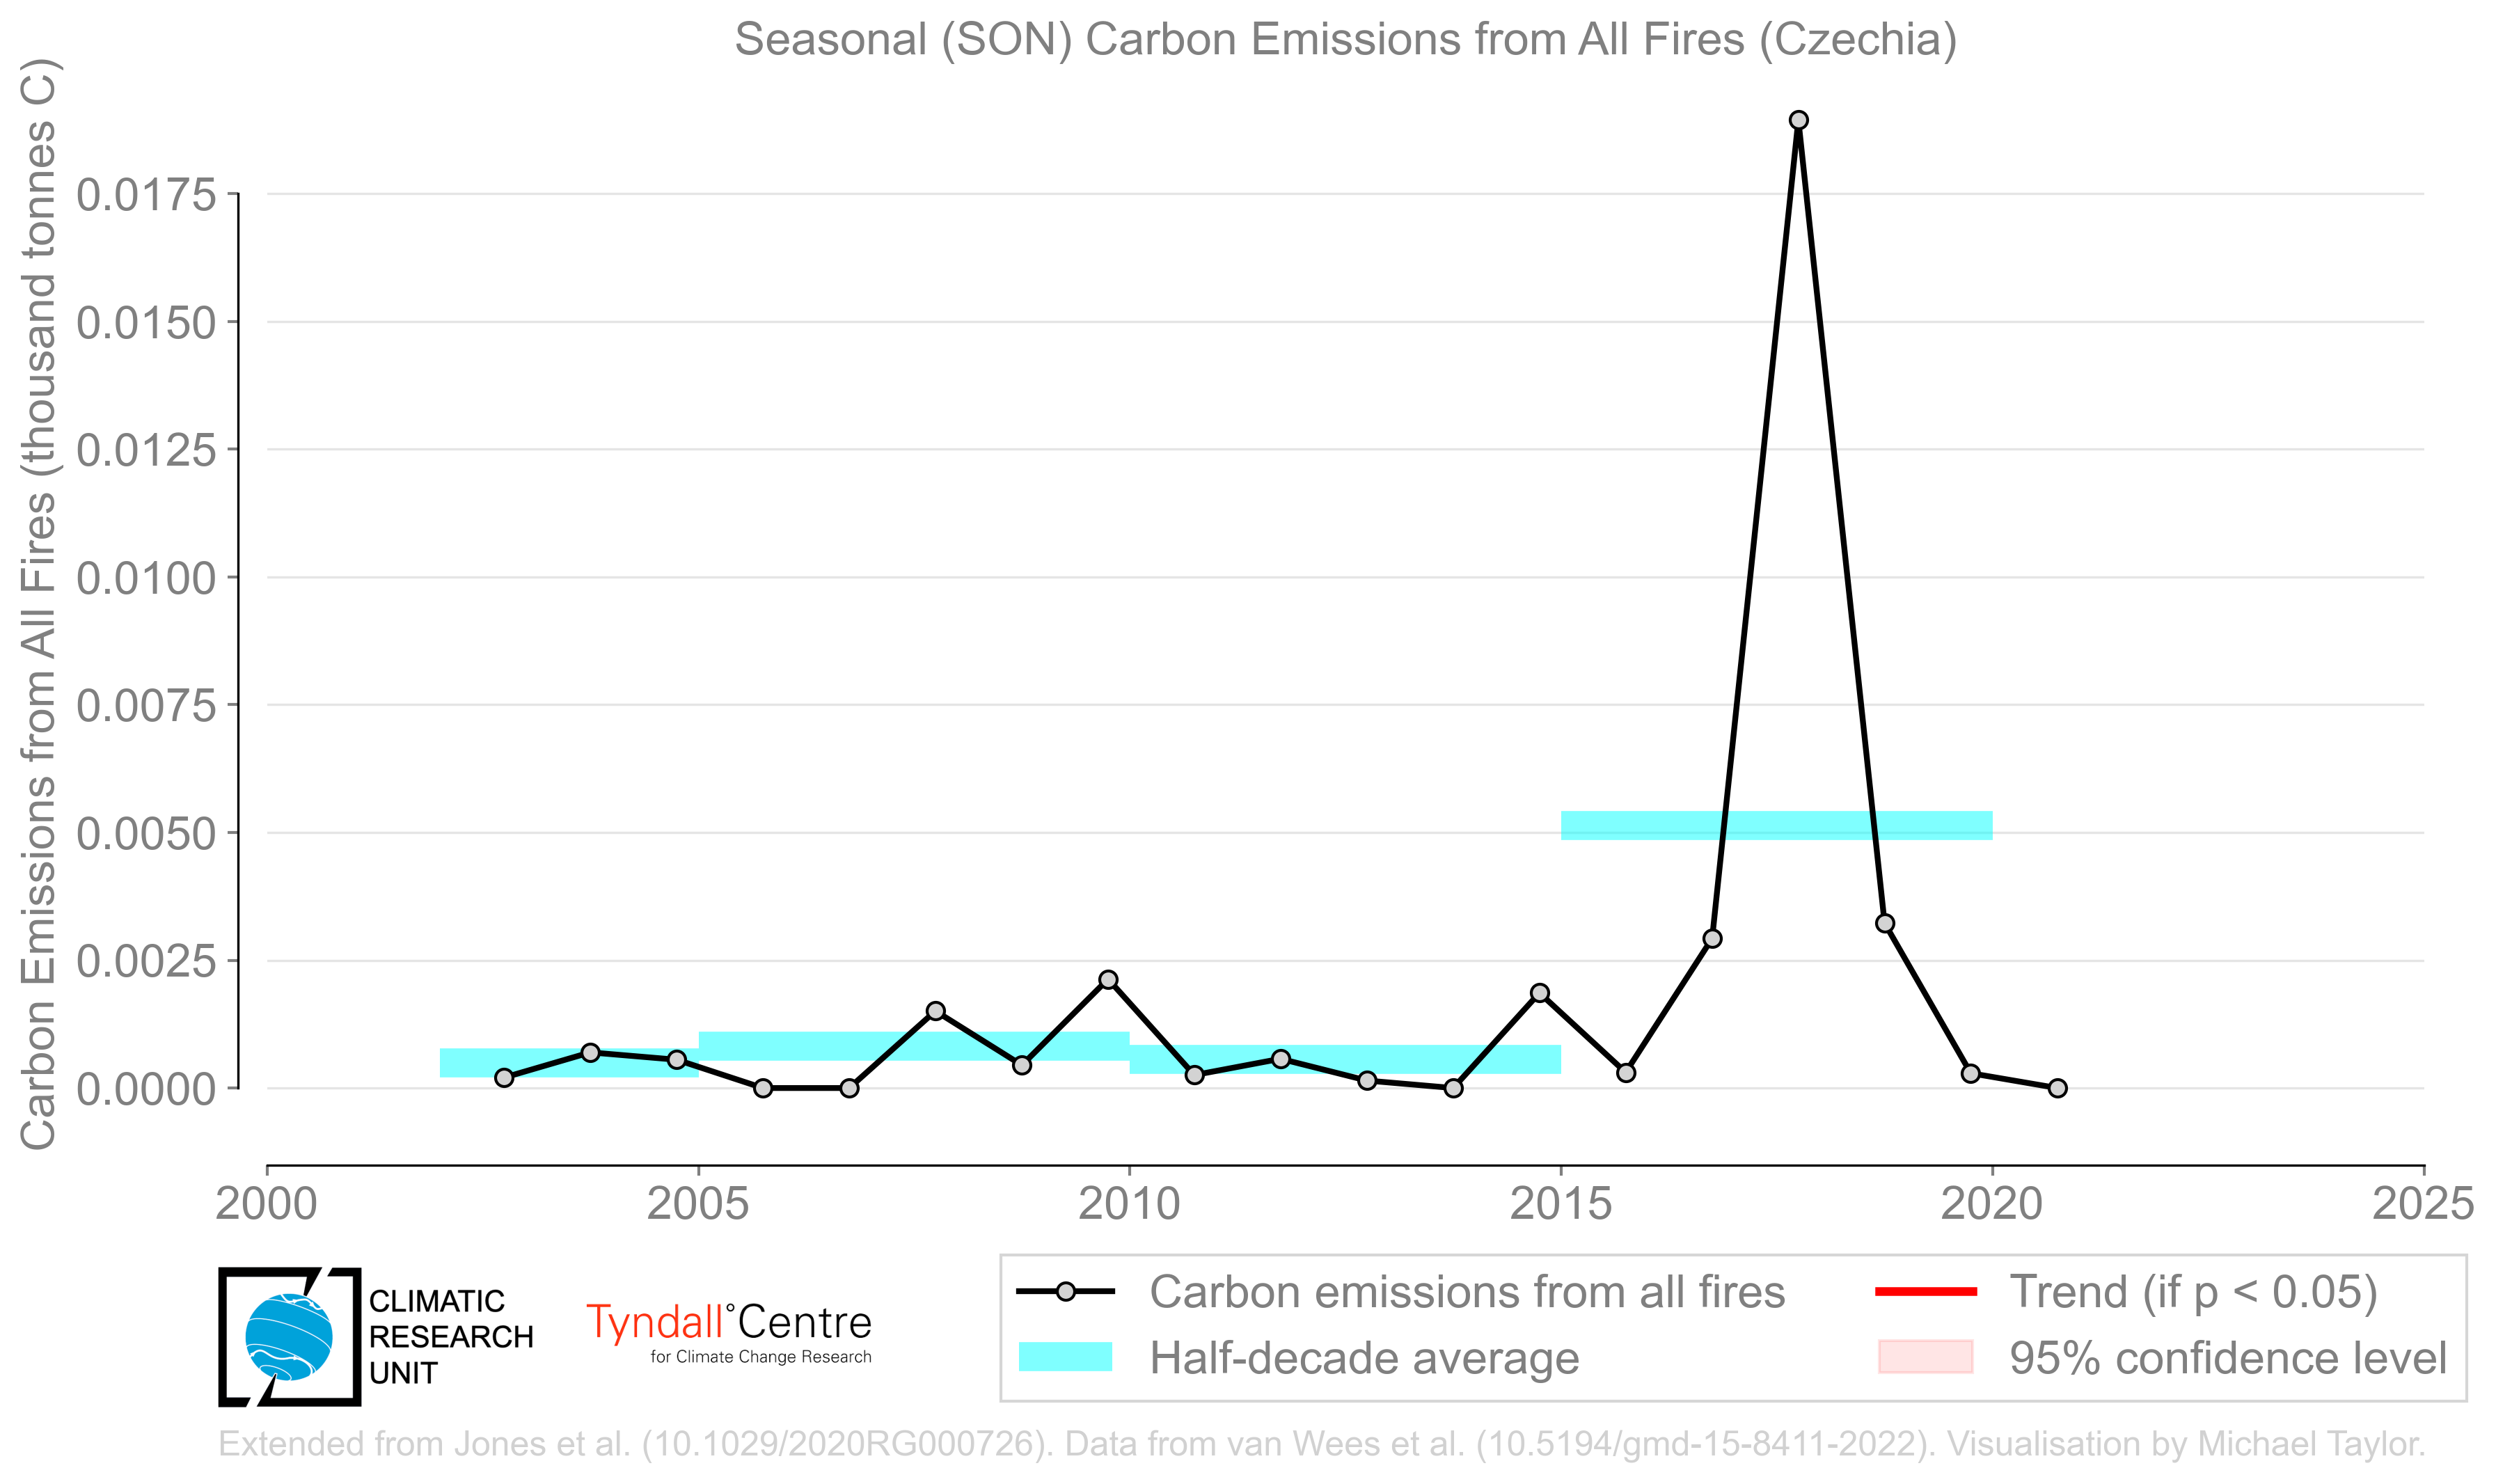 Seasonal (SON) Carbon Emissions from All Fires (Czechia)
Carbon Emissions from All Fires (thousand tonnes C)
0.0175
0.0150
0.0125
0.0100
0.0075
0.0050
0.0025
0.0000
2000 2005 2010 2015 2020 2025
CLIMATIC
RESEARCH
UNIT
Tyndall°Centre
for Climate Change Research
Carbon emissions from all fires
Half-decade average
Trend (if p < 0.05)
95% confidence level
Extended from Jones et al. (10.1029/2020RG000726). Data from van Wees et al. (10.5194/gmd-15-8411-2022). Visualisation by Michael Taylor.